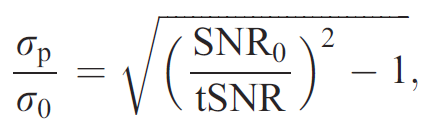 σp/σ0 = √((SNR0/tSNR)² − 1),